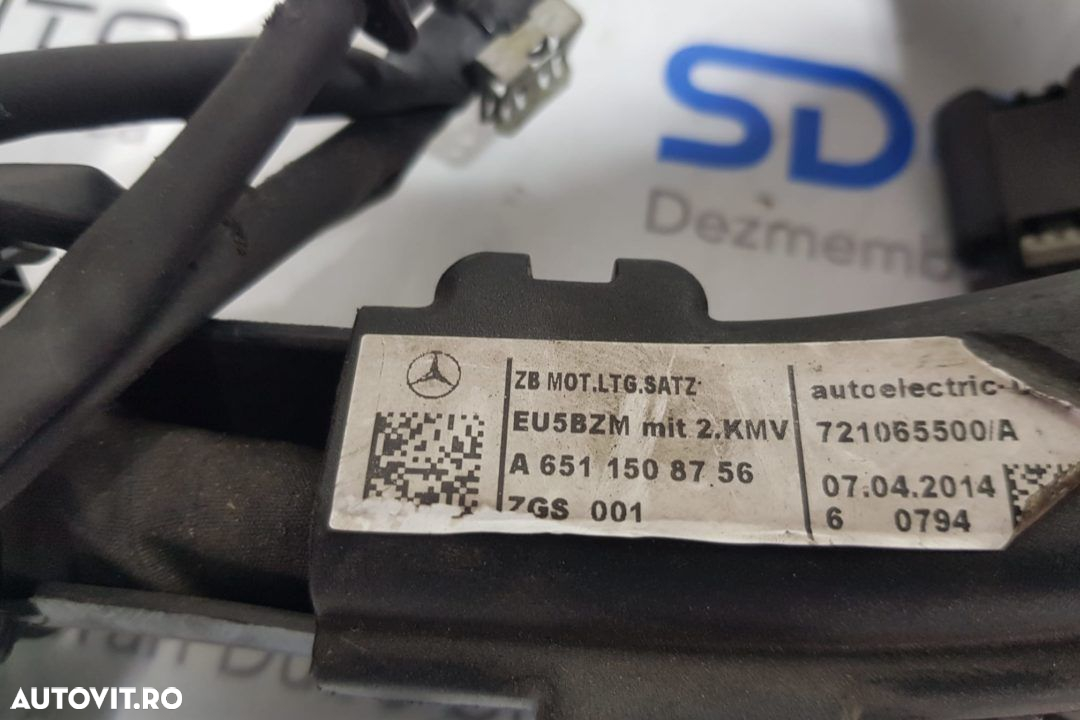 SD
Dezmemb
ZB MOT.LTG.SATZ
EU5BZM mit 2.KMV
A 651 150 87 56
ZGS 001
autoelectric-
721065500/A
07.04.2014
6 0794
AUTOVIT.RO